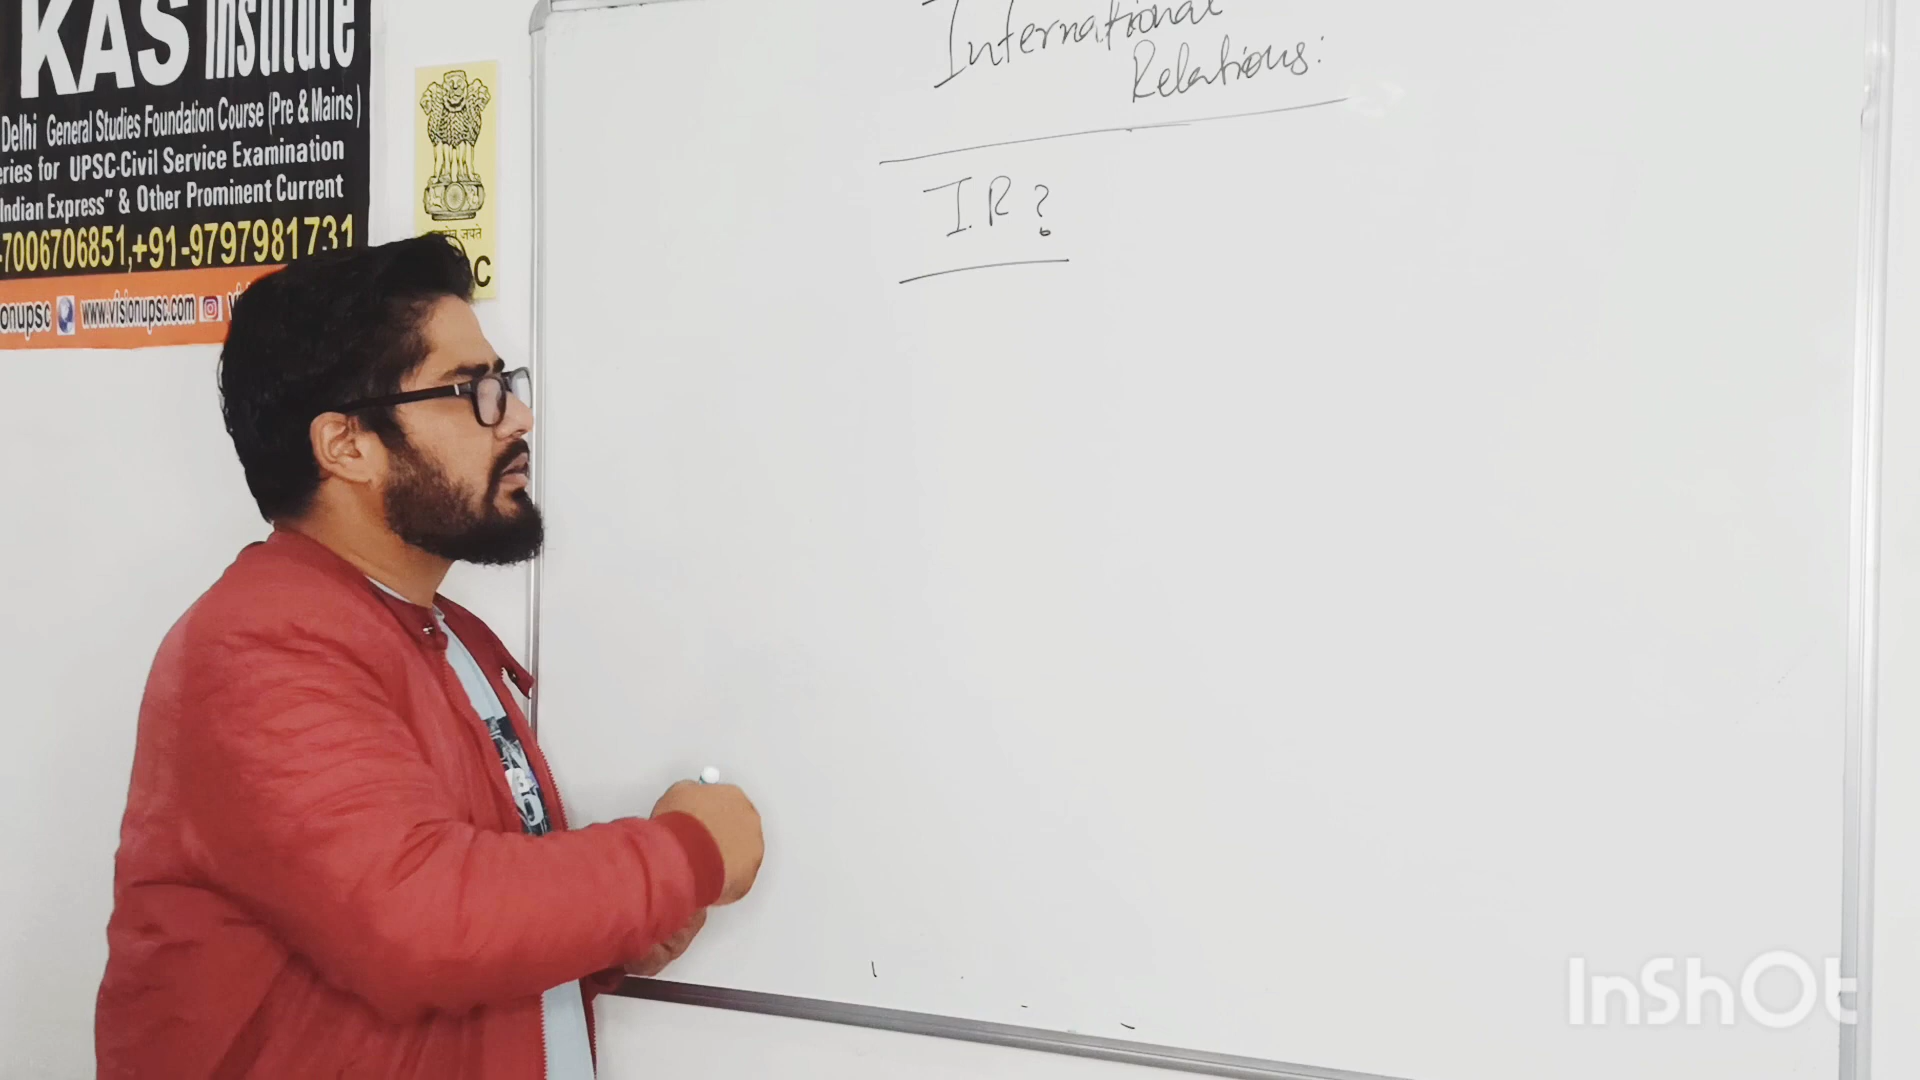 KAS Institute
Delhi General Studies Foundation Course (Pre & Mains)
eries for UPSC-Civil Service Examination
Indian Express" & Other Prominent Current
-7006706851,+91-9797981731
onupsc www.visionupsc.com
जयते
C
International
Relations:
I.R?
InShOt